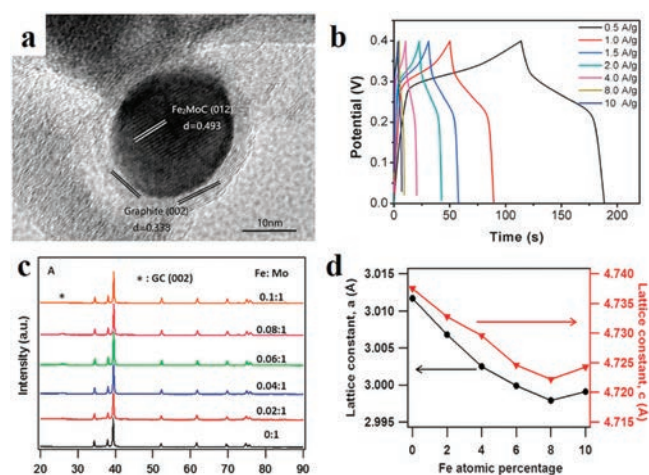 a
Fe₂MoC (012)
d=0.493
Graphite (002)
d=0.338
10nm
b
0.5 A/g
1.0 A/g
1.5 A/g
2.0 A/g
4.0 A/g
8.0 A/g
10 A/g
Potential (V)
0.4
0.3
0.2
0.1
0.0
0 50 100 150 200
Time (s)
c
A
* : GC (002)
Fe: Mo
*
0.1:1
0.08:1
0.06:1
0.04:1
0.02:1
0:1
Intensity (a.u.)
20 30 40 50 60 70 80 90
d
Lattice constant, a (A)
3.015
3.010
3.005
3.000
2.995
4.740
4.735
4.730
4.725
4.720
4.715
Lattice constant, c (A)
0 2 4 6 8 10
Fe atomic percentage